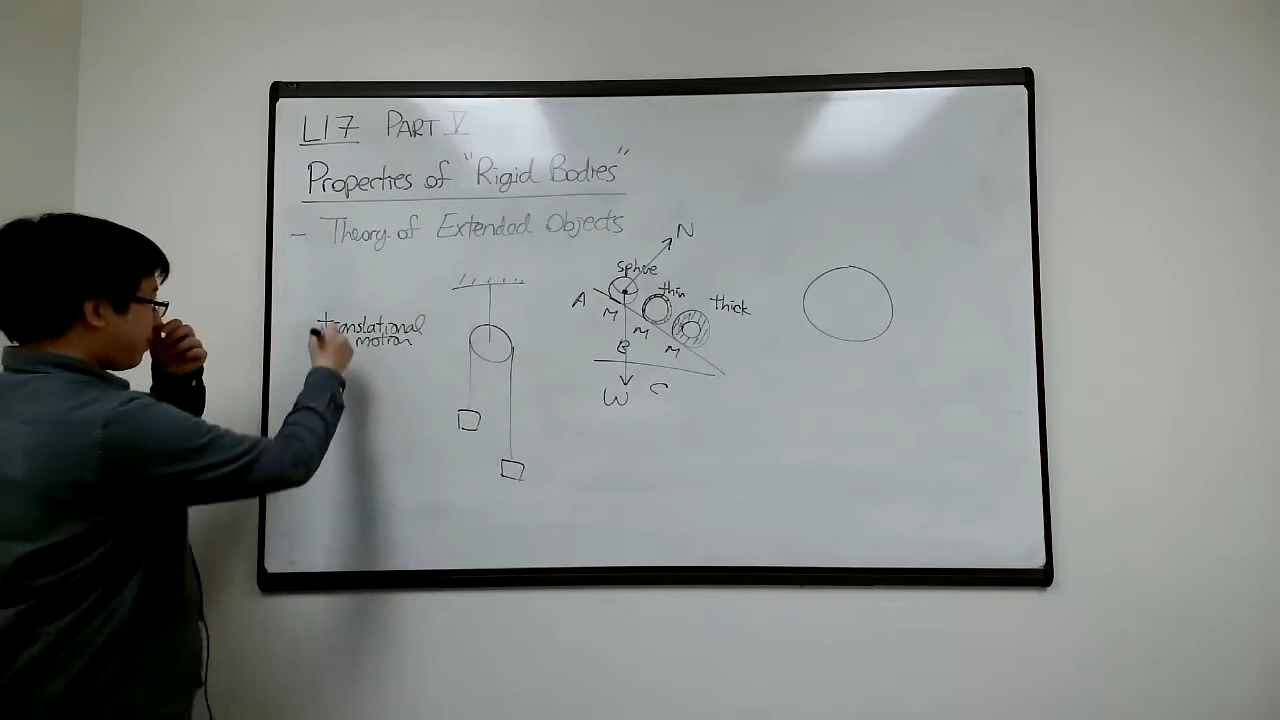 L17 PART V
Properties of "Rigid Bodies"
- Theory of Extended Objects
N
sphere
thin
A
thick
M
translational
M
motion
M
B
W
C